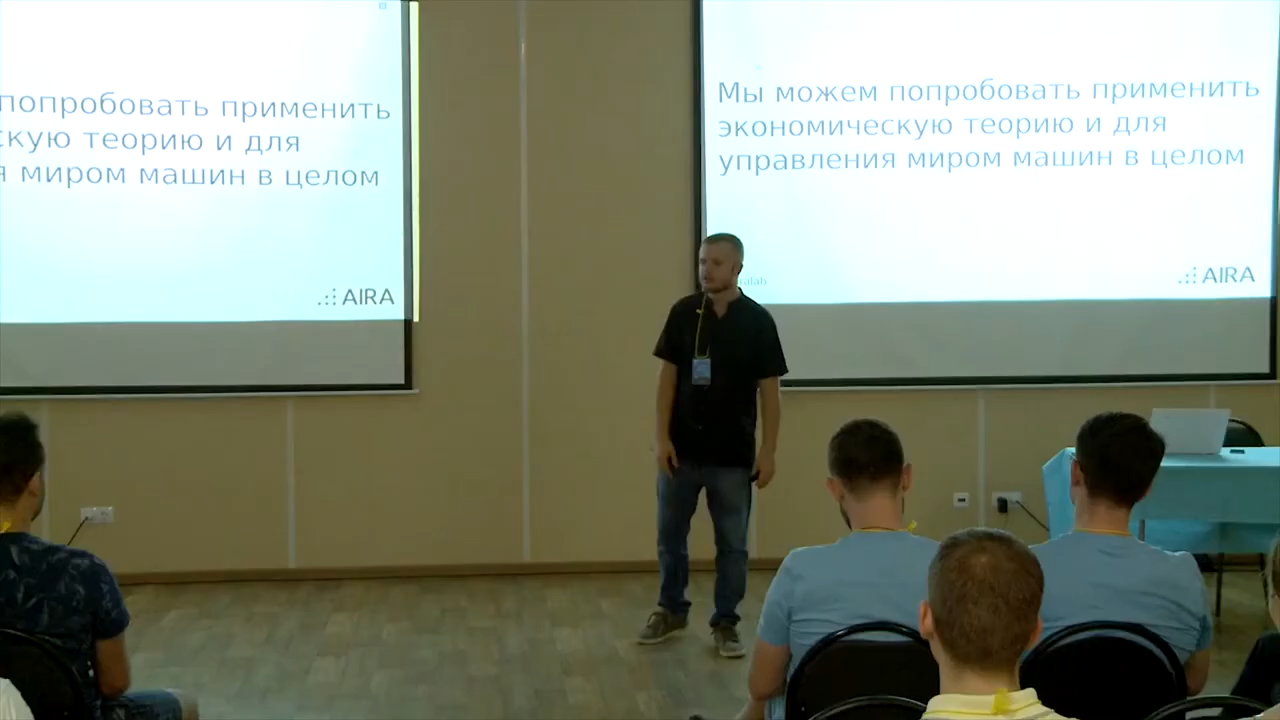 попробовать применить
скую теорию и для
я миром машин в целом
AIRA
Мы можем попробовать применить
экономическую теорию и для
управления миром машин в целом
AIRA